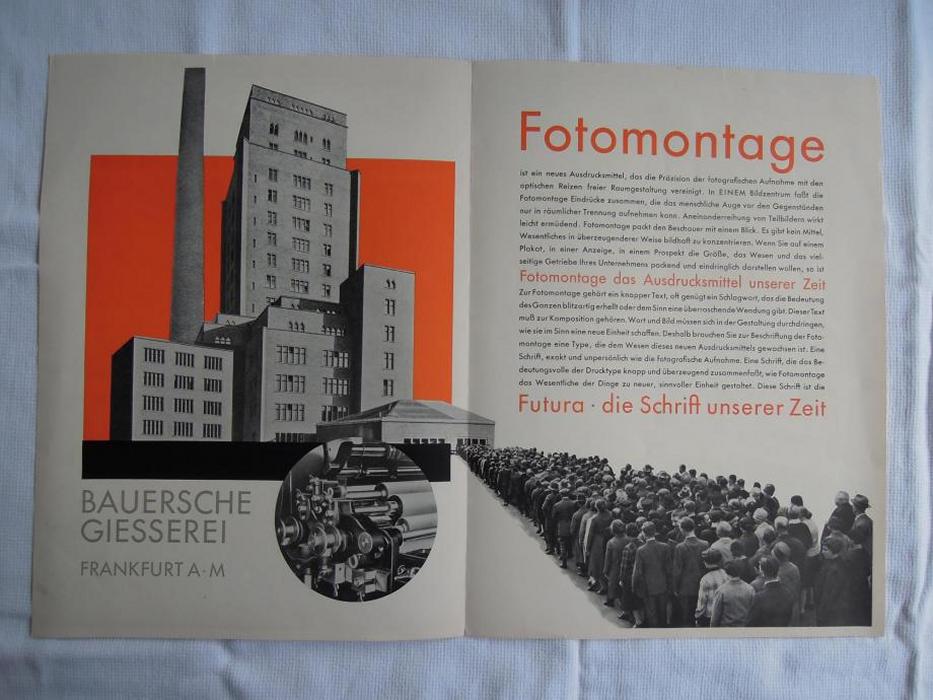 BAUERSCHE
GIESSEREI
FRANKFURT A·M
Fotomontage
ist ein neues Ausdrucksmittel, das die Präzision der fotografischen Aufnahme mit den
optischen Reizen freier Raumgestaltung vereinigt. In EINEM Bildzentrum faßt die
Fotomontage Eindrücke zusammen, die das menschliche Auge vor den Gegenständen
nur in räumlicher Trennung aufnehmen kann. Aneinanderreihung von Teilbildern wirkt
leicht ermüdend. Fotomontage packt den Beschauer mit einem Blick. Es gibt kein Mittel,
Wesentliches in überzeugenderer Weise bildhaft zu konzentrieren. Wenn Sie auf einem
Plakat, in einer Anzeige, in einem Prospekt die Größe, das Wesen und das viel-
seitige Getriebe Ihres Unternehmens packend und eindringlich darstellen wollen, so ist
Fotomontage das Ausdrucksmittel unserer Zeit
Zur Fotomontage gehört ein knapper Text, oft genügt ein Schlagwort, das die Bedeutung
des Ganzen blitzartig erhellt oder dem Sinn eine überraschende Wendung gibt. Dieser Text
muß zur Komposition gehören. Wort und Bild müssen sich in der Gestaltung durchdringen,
wie sie im Sinn eine neue Einheit schaffen. Deshalb brauchen Sie zur Beschriftung der Foto-
montage eine Type, die dem Wesen dieses neuen Ausdrucksmittels gewachsen ist. Eine
Schrift, exakt und unpersönlich wie die fotografische Aufnahme. Eine Schrift, die das Be-
deutungsvolle der Drucktype knapp und überzeugend zusammenfaßt, wie Fotomontage
das Wesentliche der Dinge zu neuer, sinnvoller Einheit gestaltet. Diese Schrift ist die
Futura · die Schrift unserer Zeit